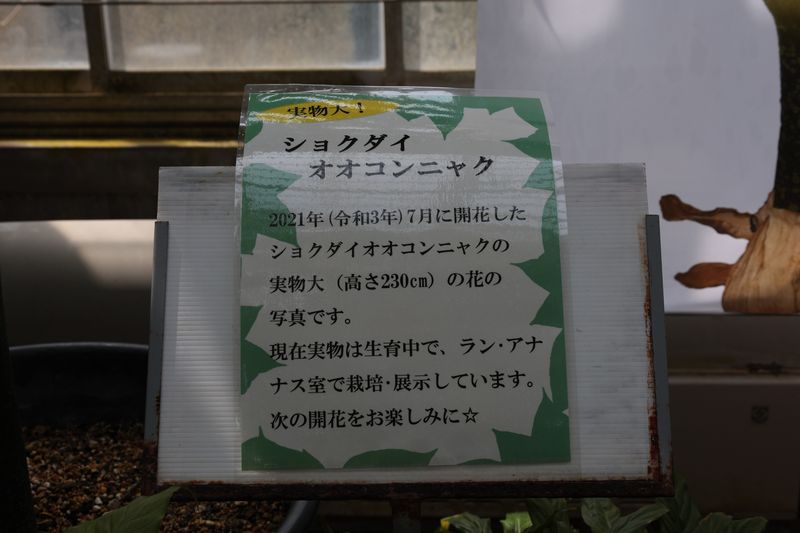 実物大！
ショクダイ
オオコンニャク
2021年(令和3年)7月に開花した
ショクダイオオコンニャクの
実物大（高さ230㎝）の花の
写真です。
現在実物は生育中で、ラン・アナ
ナス室で栽培・展示しています。
次の開花をお楽しみに☆